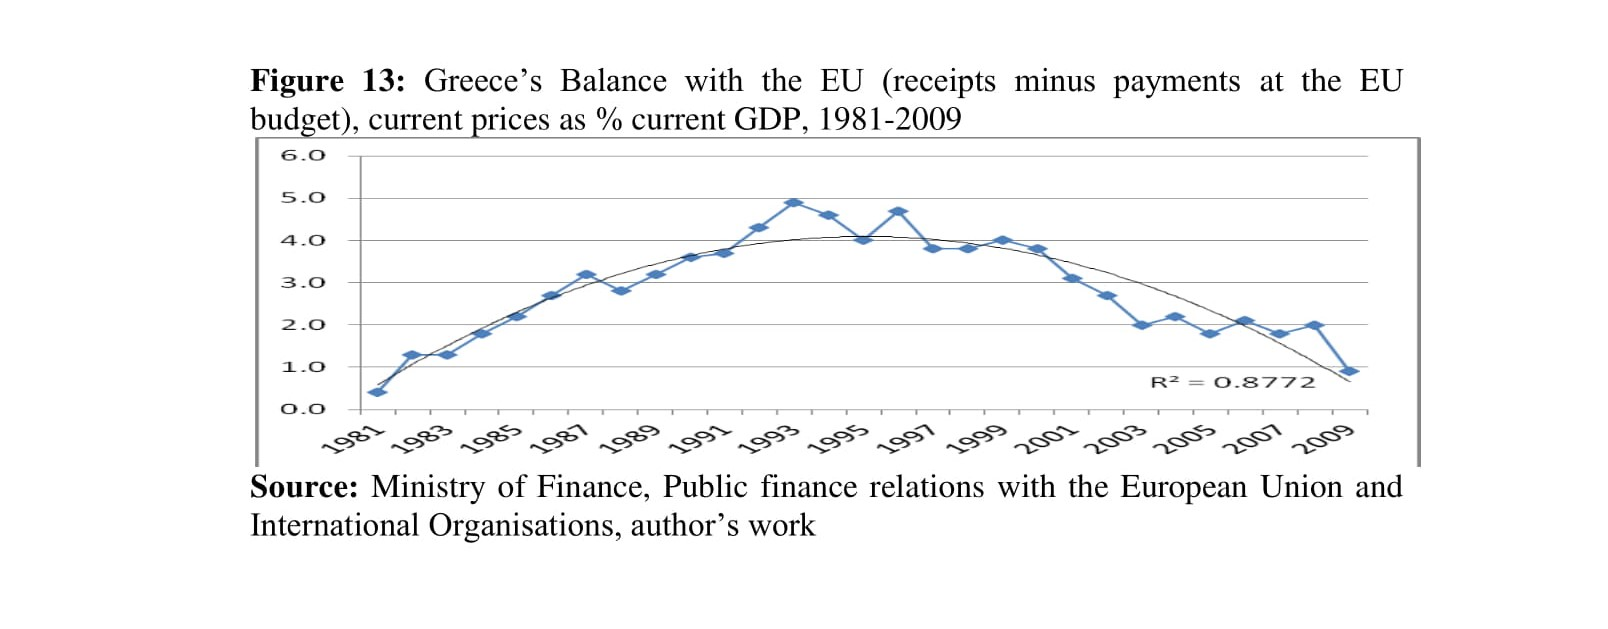 Figure 13: Greece’s Balance with the EU (receipts minus payments at the EU
budget), current prices as % current GDP, 1981-2009
6.0
5.0
4.0
3.0
2.0
1.0
0.0
R² = 0.8772
1981 1983 1985 1987 1989 1991 1993 1995 1997 1999 2001 2003 2005 2007 2009
Source: Ministry of Finance, Public finance relations with the European Union and
International Organisations, author’s work